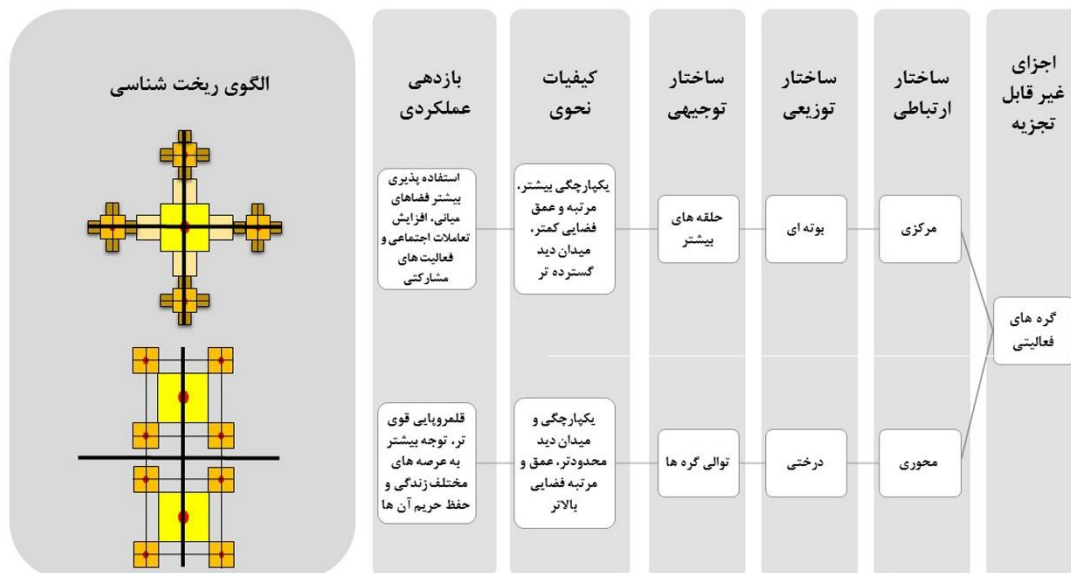 اجزای
غیر قابل
تجزیه
ساختار
ارتباطی
ساختار
توزیعی
ساختار
توجیهی
کیفیات
نحوی
بازدهی
عملکردی
الگوی ریخت شناسی
گره های
فعالیتی
مرکزی
بوته ای
حلقه های
بیشتر
یکپارچگی بیشتر،
مرتبه و عمق
فضایی کمتر،
میدان دید
گسترده تر
استفاده پذیری
بیشتر فضاهای
میانی، افزایش
تعاملات اجتماعی و
فعالیت های
مشارکتی
محوری
درختی
توالی گره ها
یکپارچگی و
میدان دید
محدودتر، عمق و
مرتبه فضایی
بالاتر
قلمروپایی قوی
تر، توجه بیشتر
به عرصه های
مختلف زندگی و
حفظ حریم آن ها